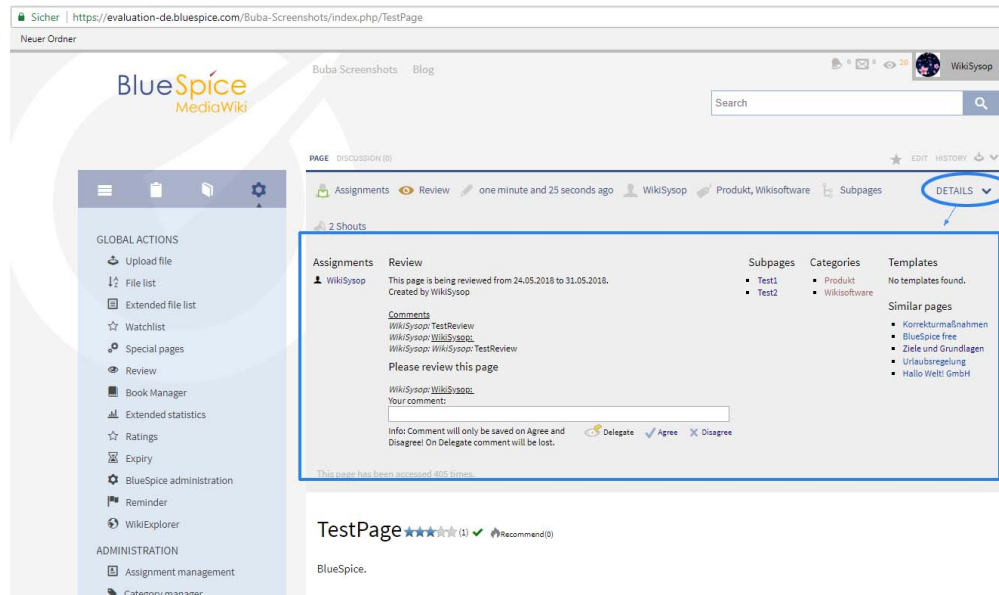 Sicher | https://evaluation-de.bluespice.com/Buba-Screenshots/index.php/TestPage
Neuer Ordner
BlueSpice
MediaWiki
Buba Screenshots Blog
0 0 28 WikiSysop
Search
PAGE DISCUSSION (0)
EDIT HISTORY
Assignments Review one minute and 25 seconds ago WikiSysop Produkt, Wikisoftware Subpages DETAILS
2 Shouts
GLOBAL ACTIONS
Upload file
File list
Extended file list
Watchlist
Special pages
Review
Book Manager
Extended statistics
Ratings
Expiry
BlueSpice administration
Reminder
WikiExplorer
ADMINISTRATION
Assignment management
Category manager
Assignments
WikiSysop
Review
This page is being reviewed from 24.05.2018 to 31.05.2018.
Created by WikiSysop
Comments
WikiSysop: TestReview
WikiSysop: WikiSysop:
WikiSysop: WikiSysop: TestReview
Please review this page
WikiSysop: WikiSysop:
Your comment:
Info: Comment will only be saved on Agree and
Disagree! On Delegate comment will be lost.
Delegate Agree Disagree
Subpages
Test1
Test2
Categories
Produkt
Wikisoftware
Templates
No templates found.
Similar pages
Korrekturmaßnahmen
BlueSpice free
Ziele und Grundlagen
Urlaubsregelung
Hallo Welt! GmbH
This page has been accessed 405 times.
TestPage (1) Recommend(0)
BlueSpice.